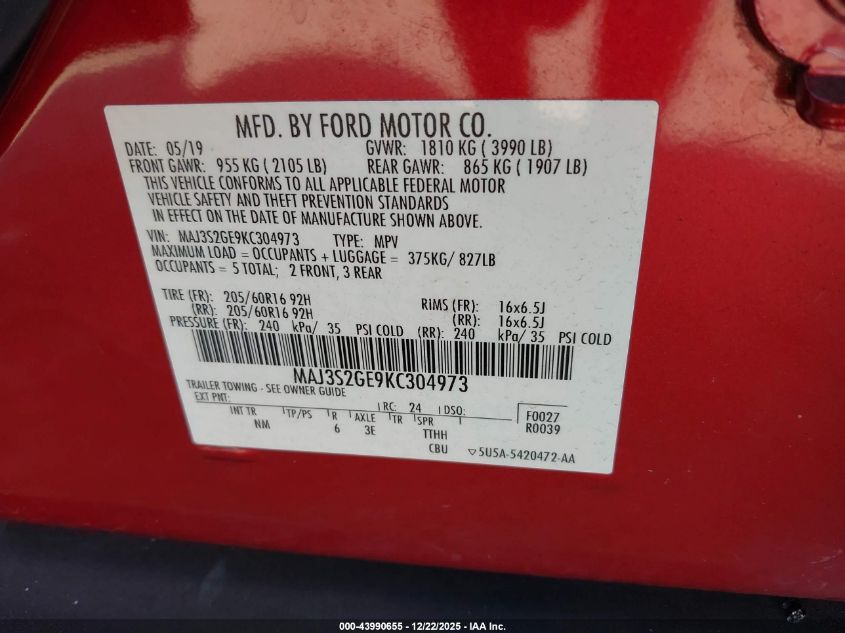 MFD. BY FORD MOTOR CO.
DATE: 05/19 GVWR: 1810 KG ( 3990 LB)
FRONT GAWR: 955 KG ( 2105 LB) REAR GAWR: 865 KG ( 1907 LB)
THIS VEHICLE CONFORMS TO ALL APPLICABLE FEDERAL MOTOR
VEHICLE SAFETY AND THEFT PREVENTION STANDARDS
IN EFFECT ON THE DATE OF MANUFACTURE SHOWN ABOVE.
VIN: MAJ3S2GE9KC304973 TYPE: MPV
MAXIMUM LOAD = OCCUPANTS + LUGGAGE = 375KG/ 827LB
OCCUPANTS = 5 TOTAL; 2 FRONT, 3 REAR
TIRE (FR): 205/60R16 92H RIMS (FR): 16x6.5J
(RR): 205/60R16 92H (RR): 16x6.5J
PRESSURE (FR): 240 kPa/ 35 PSI COLD (RR): 240 kPa/ 35 PSI COLD
MAJ3S2GE9KC304973
TRAILER TOWING - SEE OWNER GUIDE
EXT PNT: RC: 24 DSO: F0027
INT TR TP/PS R AXLE TR SPR R0039
NM 6 3E TTHH
CBU ▽5U5A-5420472-AA
000-43990655 - 12/22/2025 - IAA Inc.